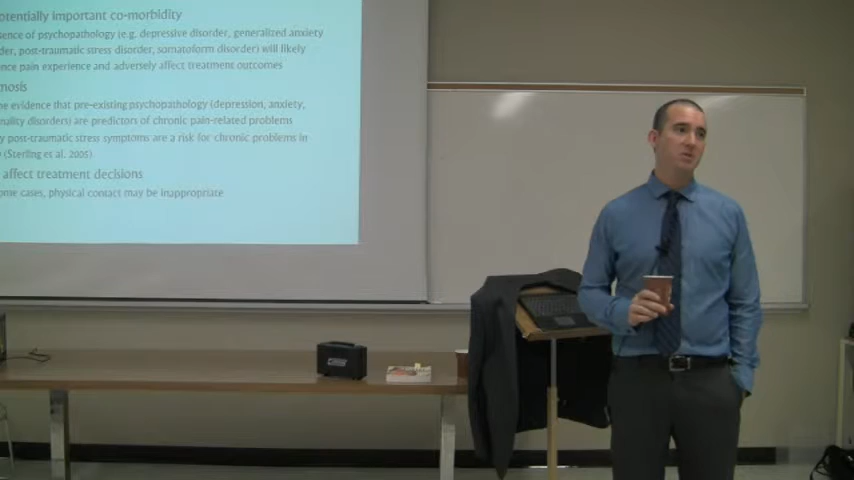 otentially important co-morbidity
ence of psychopathology (e.g. depressive disorder, generalized anxiety
der, post-traumatic stress disorder, somatoform disorder) will likely
ence pain experience and adversely affect treatment outcomes
nosis
ne evidence that pre-existing psychopathology (depression, anxiety,
nality disorders) are predictors of chronic pain-related problems
y post-traumatic stress symptoms are a risk for chronic problems in
(Sterling et al. 2005)
affect treatment decisions
ome cases, physical contact may be inappropriate